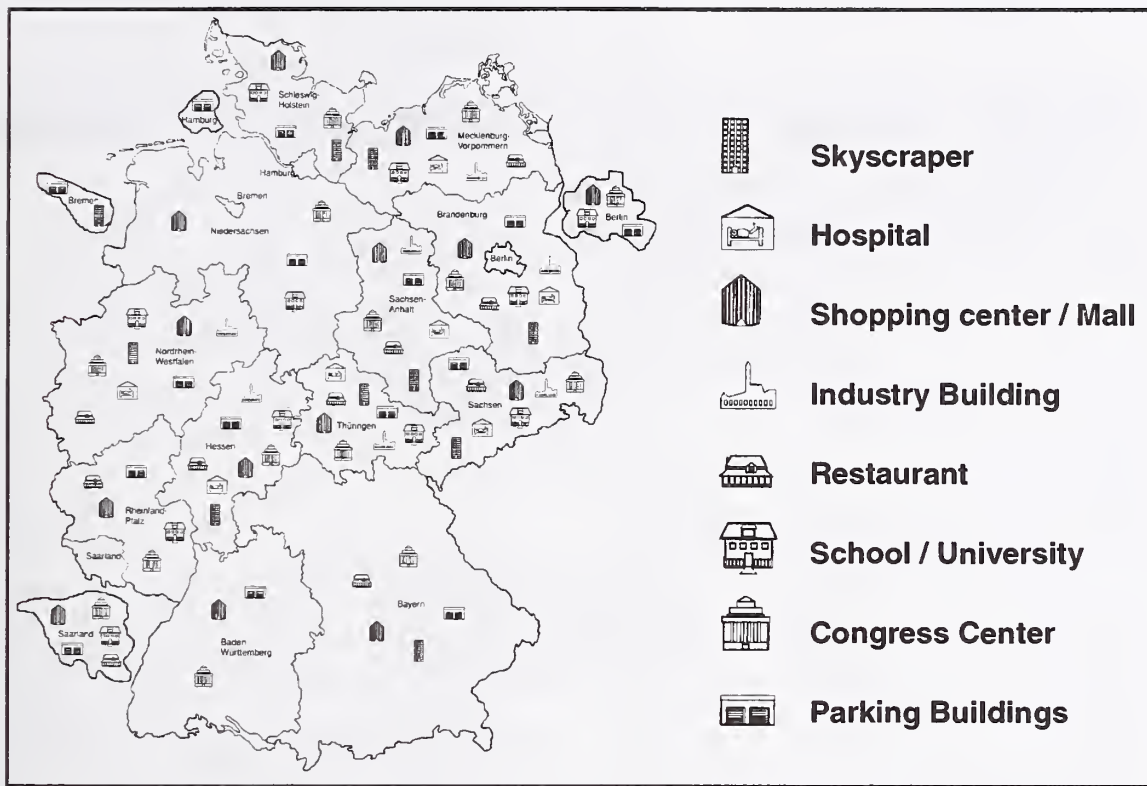 Schleswig-
Holstein
Hamburg
Mecklenburg-
Vorpommern
Hamburg
Bremen
Bremen
Niedersachsen
Brandenburg
Berlin
Berlin
Sachsen-
Anhalt
Nordrhein-
Westfalen
Sachsen
Thüringen
Hessen
Rheinland-
Pfalz
Saarland
Saarland
Bayern
Baden
Württemberg
Skyscraper
Hospital
Shopping center / Mall
Industry Building
Restaurant
School / University
Congress Center
Parking Buildings